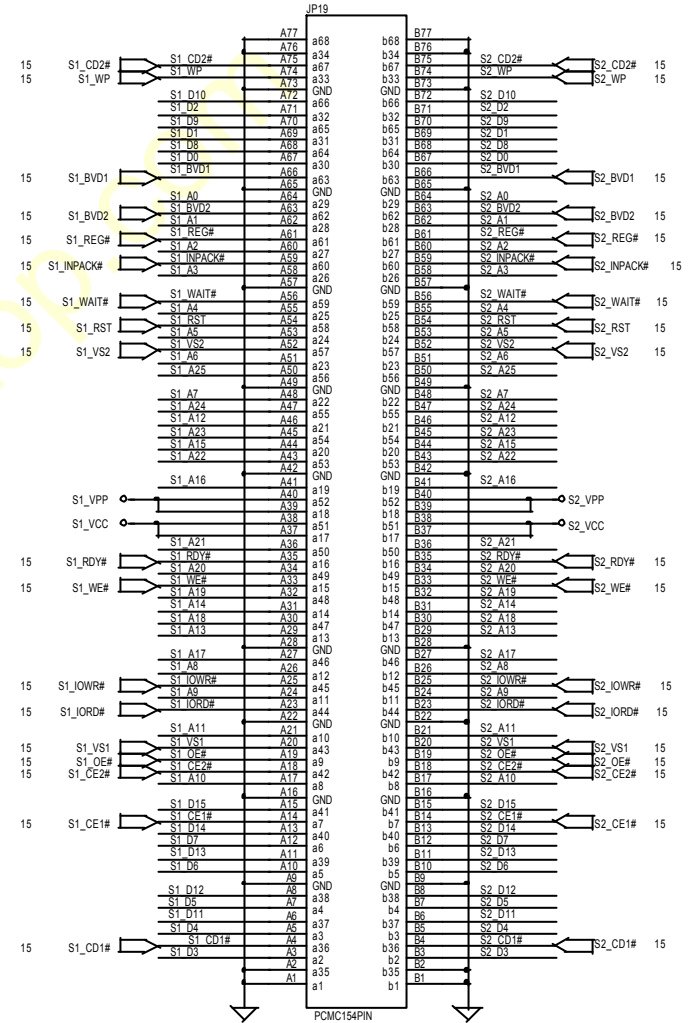 JP19
A77 a68 b68 B77
A76 a34 b34 B76
15 S1_CD2# S1_CD2# A75 a67 b67 B75 S2_CD2# S2_CD2# 15
15 S1_WP S1_WP A74 a33 b33 B74 S2_WP S2_WP 15
A73 GND GND B73
S1_D10 A72 a66 b66 B72 S2_D10
S1_D2 A71 a32 b32 B71 S2_D2
S1_D9 A70 a65 b65 B70 S2_D9
S1_D1 A69 a31 b31 B69 S2_D1
S1_D8 A68 a64 b64 B68 S2_D8
S1_D0 A67 a30 b30 B67 S2_D0
15 S1_BVD1 S1_BVD1 A66 a63 b63 B66 S2_BVD1 S2_BVD1 15
A65 GND GND B65
S1_A0 A64 a29 b29 B64 S2_A0
15 S1_BVD2 S1_BVD2 A63 a62 b62 B63 S2_BVD2 S2_BVD2 15
S1_A1 A62 a28 b28 B62 S2_A1
15 S1_REG# S1_REG# A61 a61 b61 B61 S2_REG# S2_REG# 15
S1_A2 A60 a27 b27 B60 S2_A2
15 S1_INPACK# S1_INPACK# A59 a60 b60 B59 S2_INPACK# S2_INPACK# 15
S1_A3 A58 a26 b26 B58 S2_A3
A57 GND GND B57
15 S1_WAIT# S1_WAIT# A56 a59 b59 B56 S2_WAIT# S2_WAIT# 15
S1_A4 A55 a25 b25 B55 S2_A4
15 S1_RST S1_RST A54 a58 b58 B54 S2_RST S2_RST 15
S1_A5 A53 a24 b24 B53 S2_A5
15 S1_VS2 S1_VS2 A52 a57 b57 B52 S2_VS2 S2_VS2 15
S1_A6 A51 a23 b23 B51 S2_A6
S1_A25 A50 a56 b56 B50 S2_A25
A49 GND GND B49
S1_A7 A48 a22 b22 B48 S2_A7
S1_A24 A47 a55 b55 B47 S2_A24
S1_A12 A46 a21 b21 B46 S2_A12
S1_A23 A45 a54 b54 B45 S2_A23
S1_A15 A44 a20 b20 B44 S2_A15
S1_A22 A43 a53 b53 B43 S2_A22
A42 GND GND B42
S1_A16 A41 a19 b19 B41 S2_A16
S1_VPP A40 a52 b52 B40 S2_VPP
A39 a18 b18 B39
S1_VCC A38 a51 b51 B38 S2_VCC
A37 a17 b17 B37
S1_A21 A36 a50 b50 B36 S2_A21
15 S1_RDY# S1_RDY# A35 a16 b16 B35 S2_RDY# S2_RDY# 15
S1_A20 A34 a49 b49 B34 S2_A20
15 S1_WE# S1_WE# A33 a15 b15 B33 S2_WE# S2_WE# 15
S1_A19 A32 a48 b48 B32 S2_A19
S1_A14 A31 a14 b14 B31 S2_A14
S1_A18 A30 a47 b47 B30 S2_A18
S1_A13 A29 a13 b13 B29 S2_A13
A28 GND GND B28
S1_A17 A27 a46 b46 B27 S2_A17
S1_A8 A26 a12 b12 B26 S2_A8
15 S1_IOWR# S1_IOWR# A25 a45 b45 B25 S2_IOWR# S2_IOWR# 15
S1_A9 A24 a11 b11 B24 S2_A9
15 S1_IORD# S1_IORD# A23 a44 b44 B23 S2_IORD# S2_IORD# 15
A22 GND GND B22
S1_A11 A21 a10 b10 B21 S2_A11
15 S1_VS1 S1_VS1 A20 a43 b43 B20 S2_VS1 S2_VS1 15
15 S1_OE# S1_OE# A19 a9 b9 B19 S2_OE# S2_OE# 15
15 S1_CE2# S1_CE2# A18 a42 b42 B18 S2_CE2# S2_CE2# 15
S1_A10 A17 a8 b8 B17 S2_A10
A16 GND GND B16
S1_D15 A15 a41 b41 B15 S2_D15
15 S1_CE1# S1_CE1# A14 a7 b7 B14 S2_CE1# S2_CE1# 15
S1_D14 A13 a40 b40 B13 S2_D14
S1_D7 A12 a6 b6 B12 S2_D7
S1_D13 A11 a39 b39 B11 S2_D13
S1_D6 A10 a5 b5 B10 S2_D6
A9 GND GND B9
S1_D12 A8 a38 b38 B8 S2_D12
S1_D5 A7 a4 b4 B7 S2_D5
S1_D11 A6 a37 b37 B6 S2_D11
S1_D4 A5 a3 b3 B5 S2_D4
15 S1_CD1# S1_CD1# A4 a36 b36 B4 S2_CD1# S2_CD1# 15
S1_D3 A3 a2 b2 B3 S2_D3
A2 a35 b35 B2
A1 a1 b1 B1
PCMC154PIN
op.com